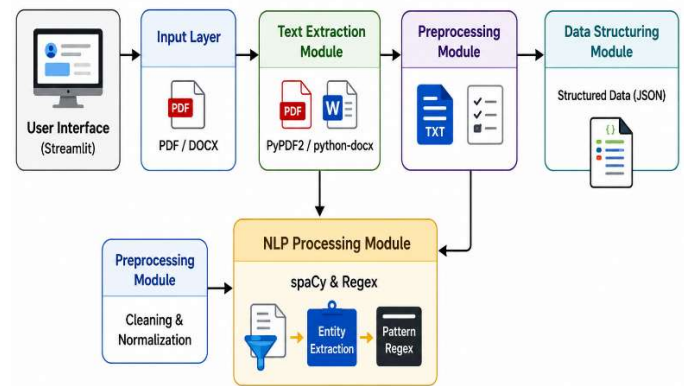 User Interface
(Streamlit)
Input Layer
PDF
PDF / DOCX
Text Extraction
Module
PDF
W
PyPDF2 / python-docx
Preprocessing
Module
TXT
Data Structuring
Module
Structured Data (JSON)
{}
Preprocessing
Module
Cleaning &
Normalization
NLP Processing Module
spaCy & Regex
Entity
Extraction
Pattern
Regex